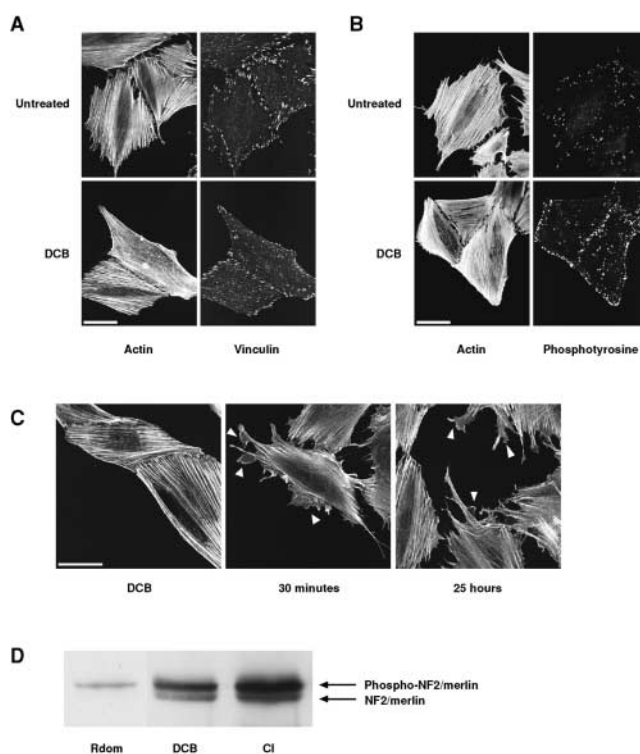 A
B
Untreated
Untreated
DCB
DCB
Actin
Vinculin
Actin
Phosphotyrosine
C
DCB
30 minutes
25 hours
D
Phospho-NF2/merlin
NF2/merlin
Rdom
DCB
CI